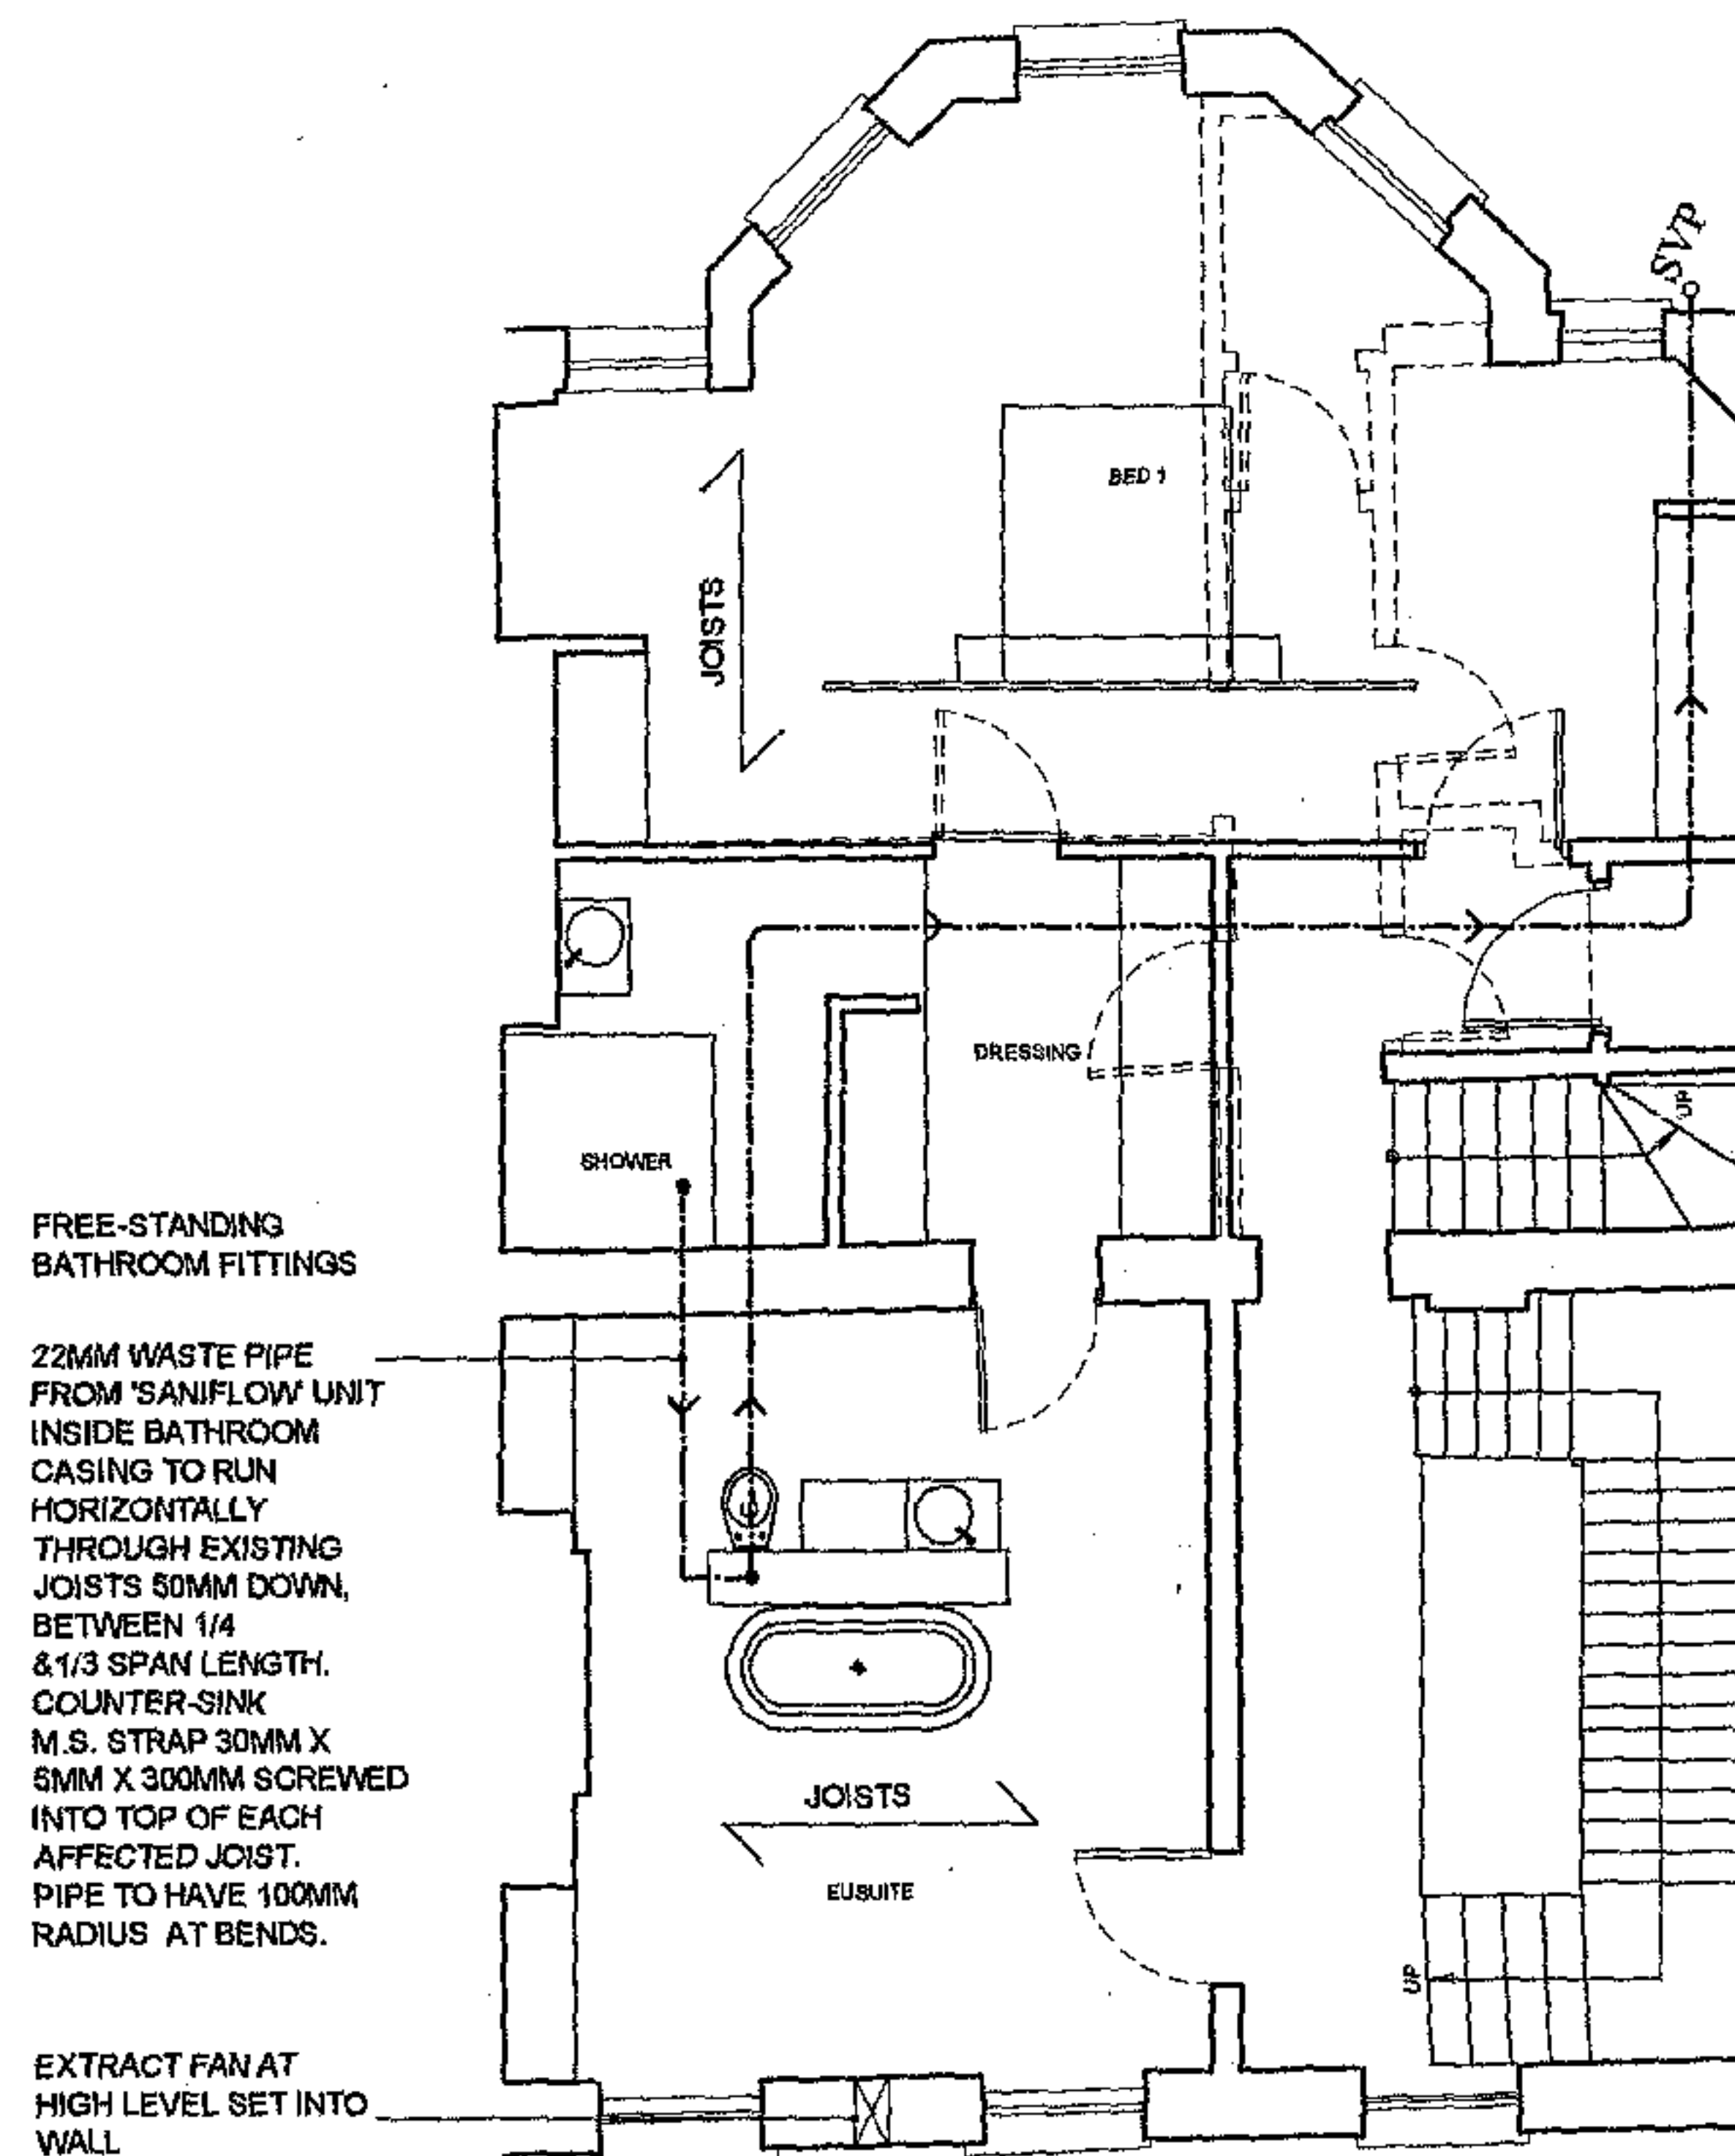 SVP
BED 1
JOISTS
DRESSING
UP
SHOWER
FREE-STANDING
BATHROOM FITTINGS
22MM WASTE PIPE
FROM 'SANIFLOW' UNIT
INSIDE BATHROOM
CASING TO RUN
HORIZONTALLY
THROUGH EXISTING
JOISTS 50MM DOWN,
BETWEEN 1/4
&1/3 SPAN LENGTH.
COUNTER-SINK
M.S. STRAP 30MM X
5MM X 300MM SCREWED
INTO TOP OF EACH
AFFECTED JOIST.
PIPE TO HAVE 100MM
RADIUS AT BENDS.
JOISTS
EUSUITE
UP
EXTRACT FAN AT
HIGH LEVEL SET INTO
WALL